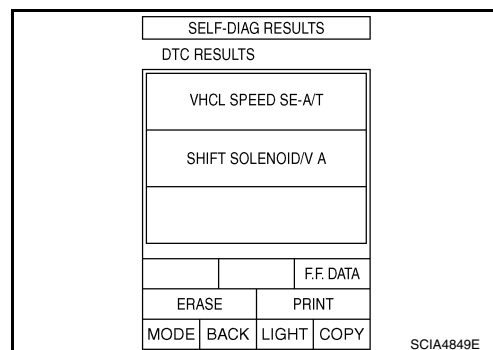 SELF-DIAG RESULTS
DTC RESULTS
VHCL SPEED SE-A/T
SHIFT SOLENOID/V A
F.F. DATA
ERASE PRINT
MODE BACK LIGHT COPY
SCIA4849E